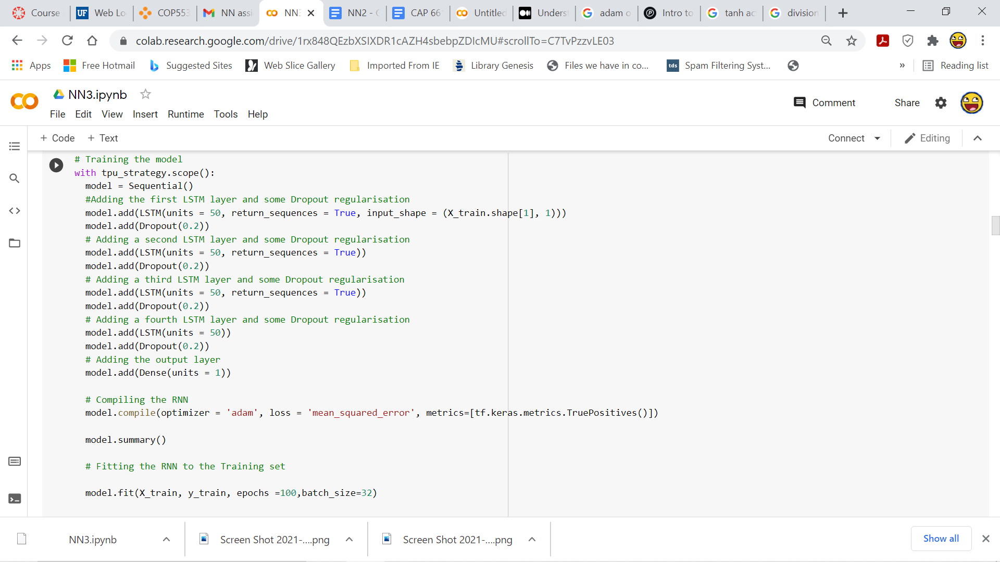 Course
UF Web Lo
COP553
NN assi
NN3
NN2 - G
CAP 66
Untitled
Underst
adam o
Intro to
tanh ac
division
colab.research.google.com/drive/1rx848QEzbXSIXDR1cAZH4sbebpZDIcMU#scrollTo=C7TvPzzvLE03
Apps Free Hotmail Suggested Sites Web Slice Gallery Imported From IE Library Genesis Files we have in co... tds Spam Filtering Syst... » Reading list
NN3.ipynb
Comment Share
File Edit View Insert Runtime Tools Help
+ Code + Text Connect Editing
# Training the model
with tpu_strategy.scope():
model = Sequential()
#Adding the first LSTM layer and some Dropout regularisation
model.add(LSTM(units = 50, return_sequences = True, input_shape = (X_train.shape[1], 1)))
model.add(Dropout(0.2))
# Adding a second LSTM layer and some Dropout regularisation
model.add(LSTM(units = 50, return_sequences = True))
model.add(Dropout(0.2))
# Adding a third LSTM layer and some Dropout regularisation
model.add(LSTM(units = 50, return_sequences = True))
model.add(Dropout(0.2))
# Adding a fourth LSTM layer and some Dropout regularisation
model.add(LSTM(units = 50))
model.add(Dropout(0.2))
# Adding the output layer
model.add(Dense(units = 1))
# Compiling the RNN
model.compile(optimizer = 'adam', loss = 'mean_squared_error', metrics=[tf.keras.metrics.TruePositives()])
model.summary()
# Fitting the RNN to the Training set
model.fit(X_train, y_train, epochs =100,batch_size=32)
NN3.ipynb Screen Shot 2021-....png Screen Shot 2021-....png Show all